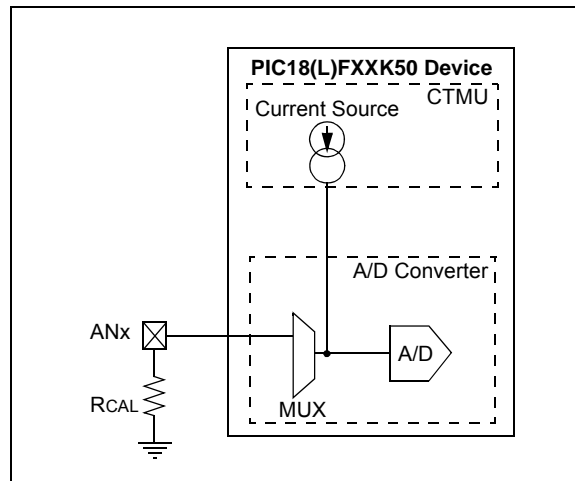 PIC18(L)FXXK50 Device
CTMU
Current Source
A/D Converter
ANx
A/D
RCAL
MUX